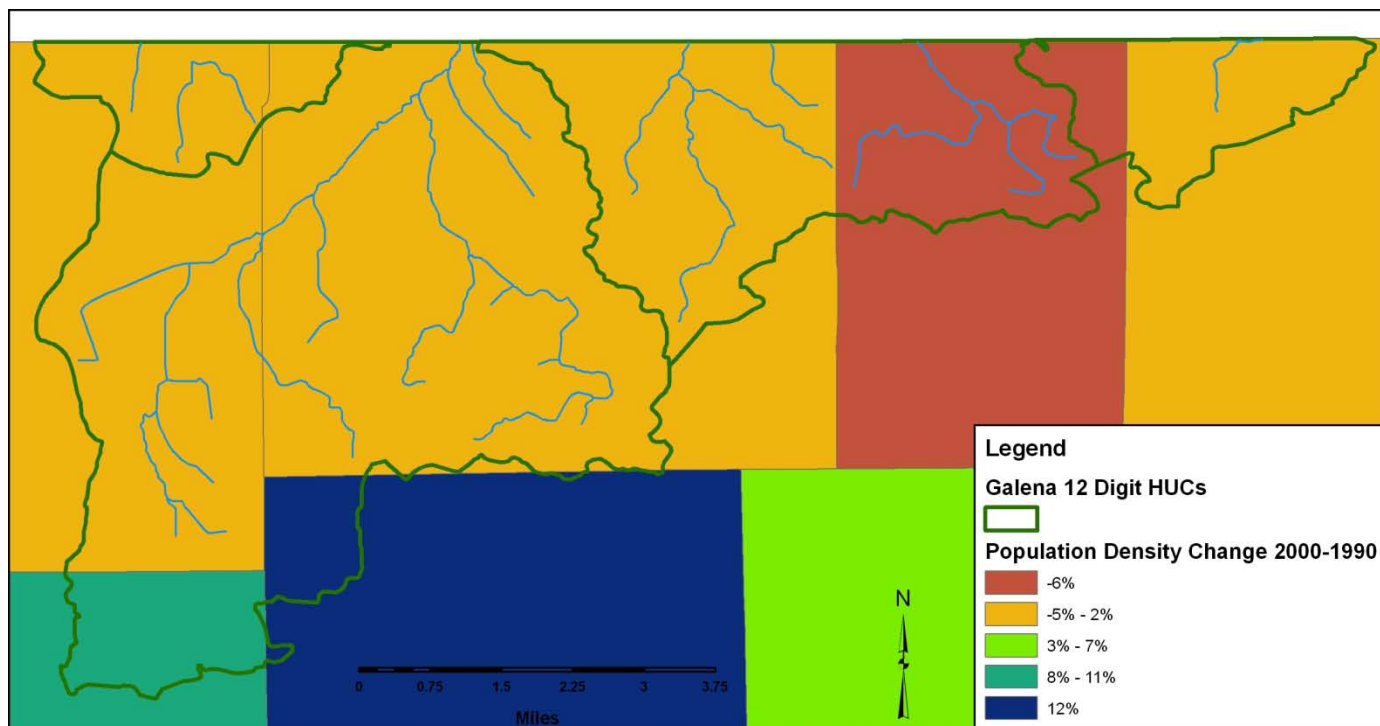 Legend
Galena 12 Digit HUCs
Population Density Change 2000-1990
-6%
-5% - 2%
3% - 7%
8% - 11%
12%
N
0 0.75 1.5 2.25 3 3.75
Miles